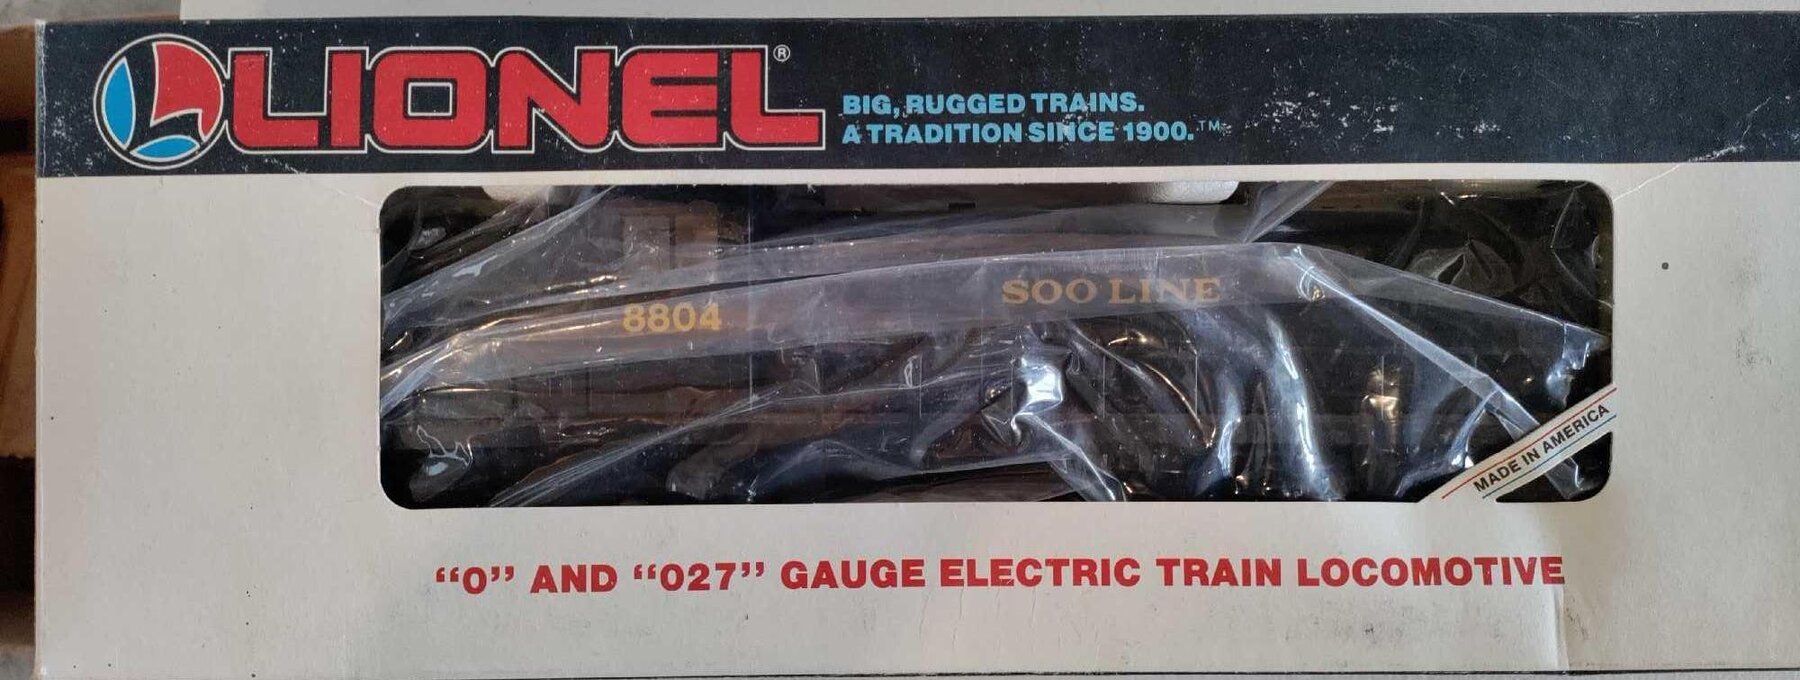 LIONEL®
BIG, RUGGED TRAINS.
A TRADITION SINCE 1900.™
SOO LINE
8804
MADE IN AMERICA
“O” AND “027” GAUGE ELECTRIC TRAIN LOCOMOTIVE